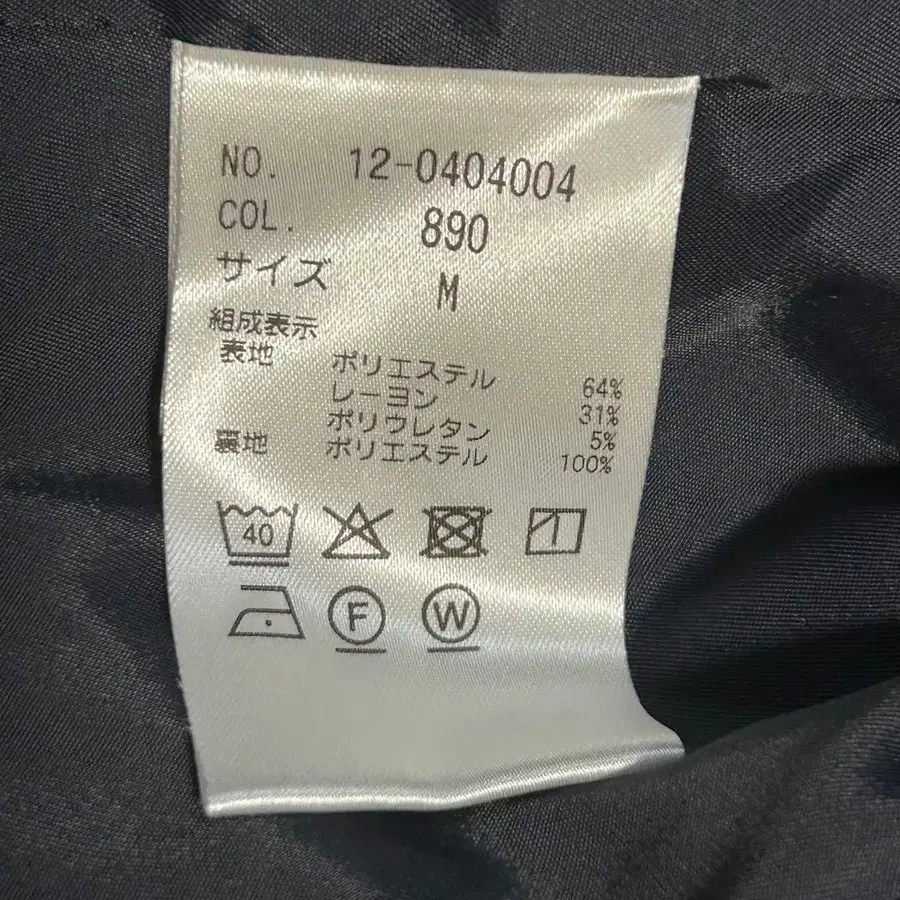 NO. 12-0404004
COL. 890
サイズ M
組成表示
表地 ポリエステル 64%
レーヨン 31%
ポリウレタン 5%
裏地 ポリエステル 100%
40
F W